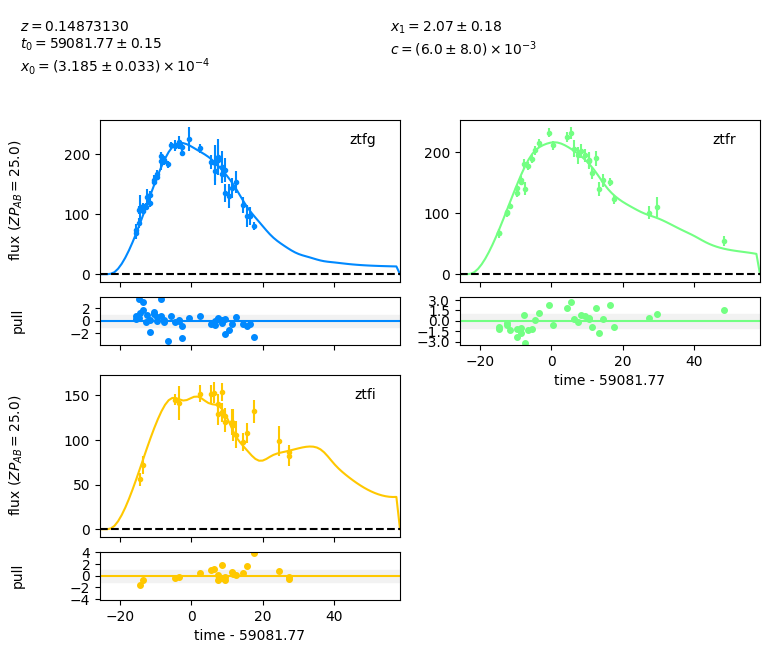 z = 0.14873130
t₀ = 59081.77 ± 0.15
x₀ = (3.185 ± 0.033) × 10⁻⁴
x₁ = 2.07 ± 0.18
c = (6.0 ± 8.0) × 10⁻³
flux (ZP_AB = 25.0)
ztfg
200
100
0
ztfr
200
100
0
pull
2
0
−2
3.0
1.5
0.0
−1.5
−3.0
−20 0 20 40
time - 59081.77
flux (ZP_AB = 25.0)
ztfi
150
100
50
0
pull
4
2
0
−2
−4
−20 0 20 40
time - 59081.77